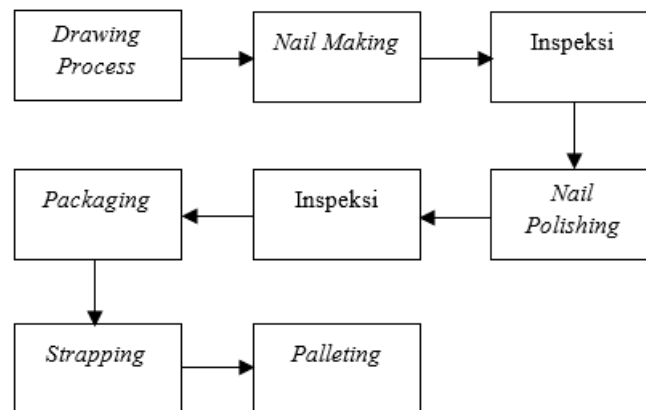 Drawing
Process
Nail Making
Inspeksi
Nail
Polishing
Inspeksi
Packaging
Strapping
Palleting